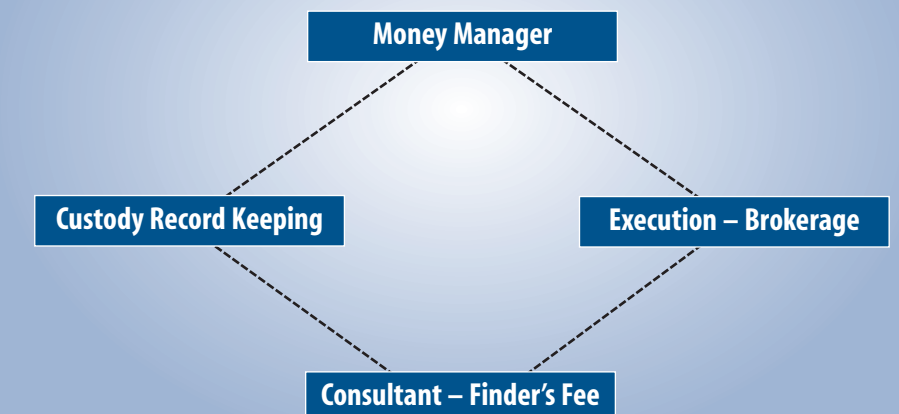 Money Manager
Custody Record Keeping
Execution – Brokerage
Consultant – Finder's Fee